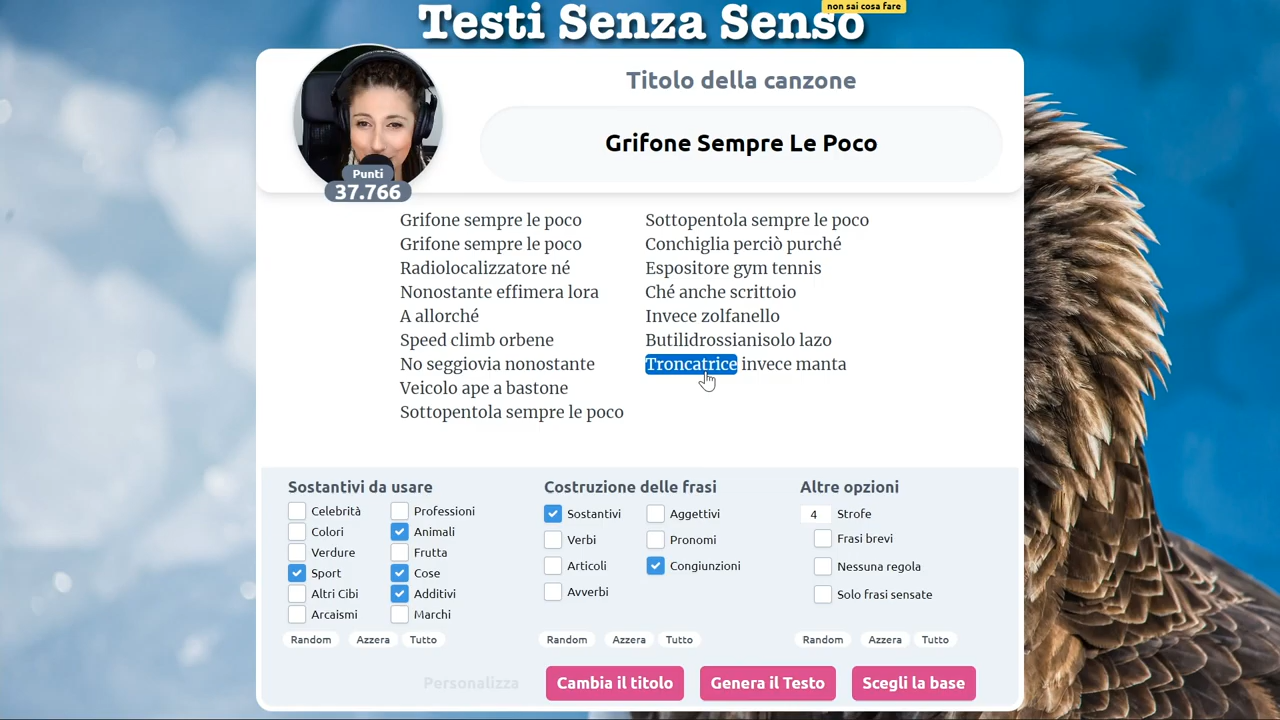 non sai cosa fare
Testi Senza Senso
Titolo della canzone
Grifone Sempre Le Poco
Punti
37.766
Grifone sempre le poco
Grifone sempre le poco
Radiolocalizzatore né
Nonostante effimera lora
A allorché
Speed climb orbene
No seggiovia nonostante
Veicolo ape a bastone
Sottopentola sempre le poco
Sottopentola sempre le poco
Conchiglia perciò purché
Espositore gym tennis
Ché anche scrittoio
Invece zolfanello
Butilidrossianisolo lazo
Troncatrice invece manta
Sostantivi da usare
Celebrità
Professioni
Colori
Animali
Verdure
Frutta
Sport
Cose
Altri Cibi
Additivi
Arcaismi
Marchi
Random Azzera Tutto
Costruzione delle frasi
Sostantivi
Aggettivi
Verbi
Pronomi
Articoli
Congiunzioni
Avverbi
Random Azzera Tutto
Altre opzioni
4 Strofe
Frasi brevi
Nessuna regola
Solo frasi sensate
Random Azzera Tutto
Personalizza
Cambia il titolo
Genera il Testo
Scegli la base